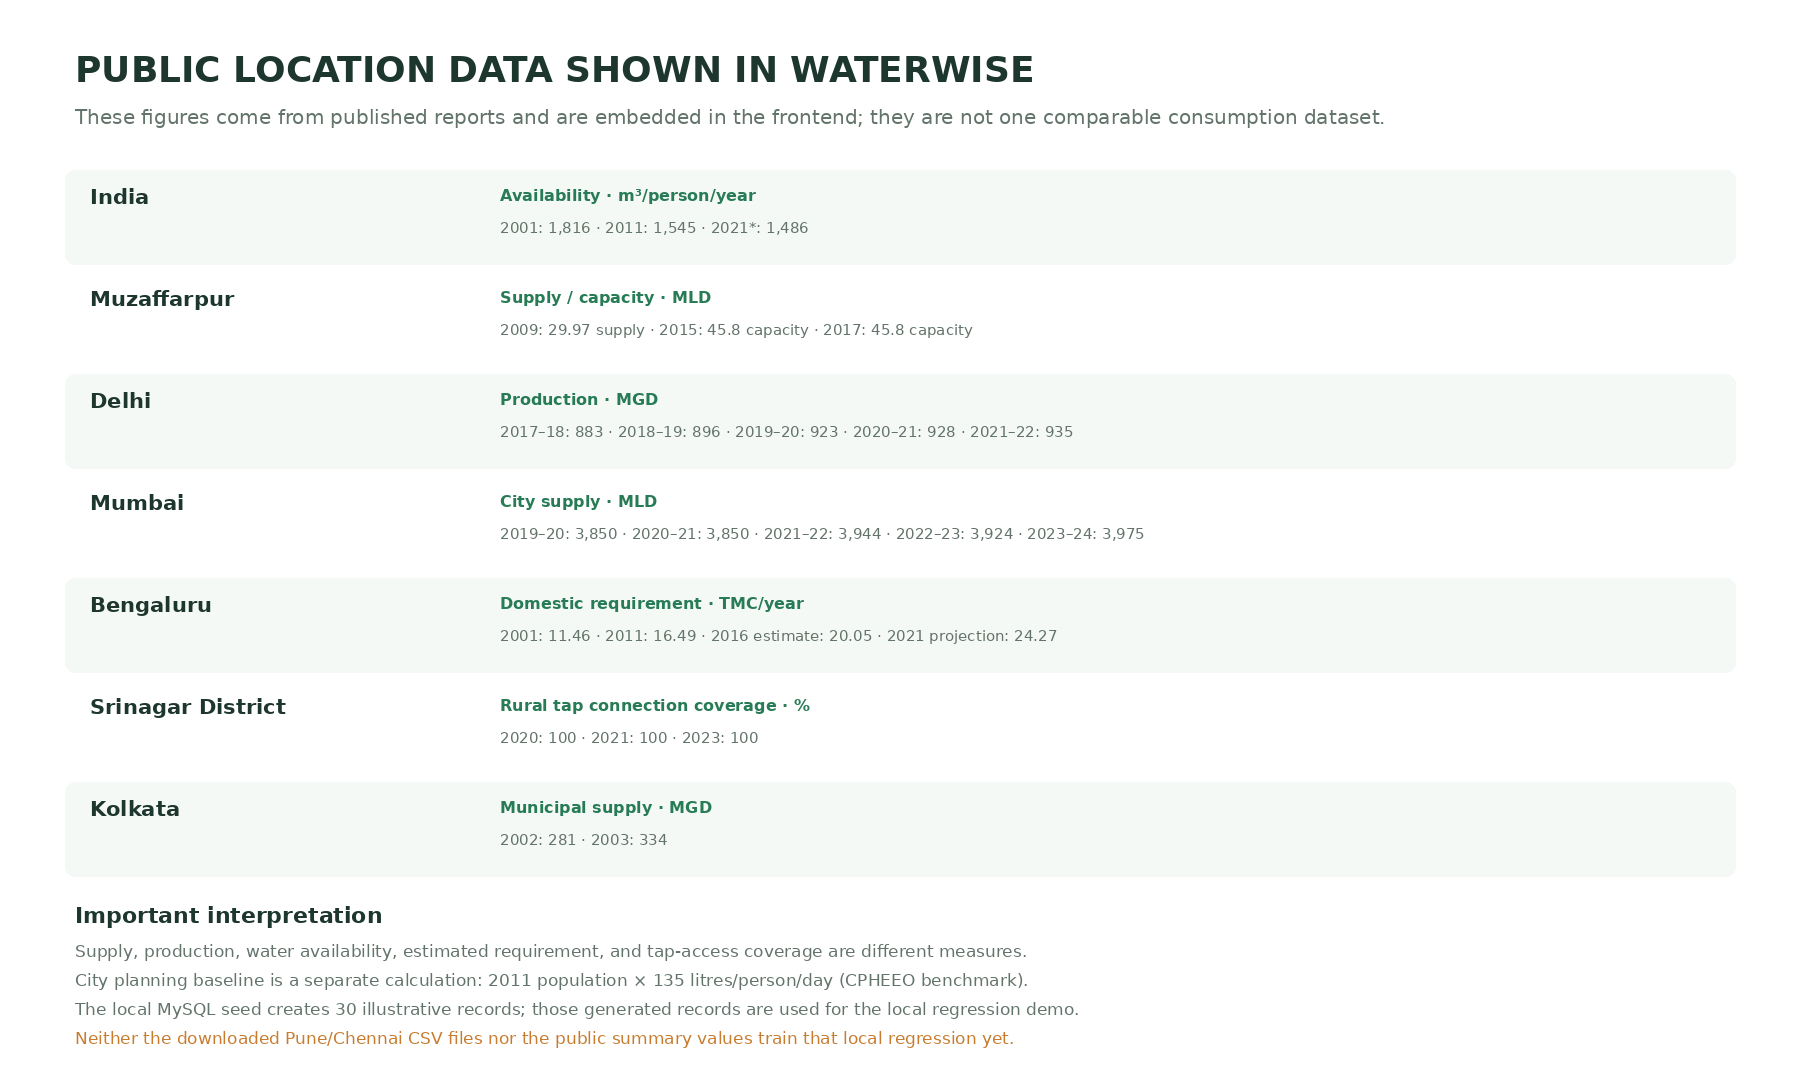 PUBLIC LOCATION DATA SHOWN IN WATERWISE
These figures come from published reports and are embedded in the frontend; they are not one comparable consumption dataset.
India
Availability · m³/person/year
2001: 1,816 · 2011: 1,545 · 2021*: 1,486
Muzaffarpur
Supply / capacity · MLD
2009: 29.97 supply · 2015: 45.8 capacity · 2017: 45.8 capacity
Delhi
Production · MGD
2017–18: 883 · 2018–19: 896 · 2019–20: 923 · 2020–21: 928 · 2021–22: 935
Mumbai
City supply · MLD
2019–20: 3,850 · 2020–21: 3,850 · 2021–22: 3,944 · 2022–23: 3,924 · 2023–24: 3,975
Bengaluru
Domestic requirement · TMC/year
2001: 11.46 · 2011: 16.49 · 2016 estimate: 20.05 · 2021 projection: 24.27
Srinagar District
Rural tap connection coverage · %
2020: 100 · 2021: 100 · 2023: 100
Kolkata
Municipal supply · MGD
2002: 281 · 2003: 334
Important interpretation
Supply, production, water availability, estimated requirement, and tap-access coverage are different measures.
City planning baseline is a separate calculation: 2011 population × 135 litres/person/day (CPHEEO benchmark).
The local MySQL seed creates 30 illustrative records; those generated records are used for the local regression demo.
Neither the downloaded Pune/Chennai CSV files nor the public summary values train that local regression yet.